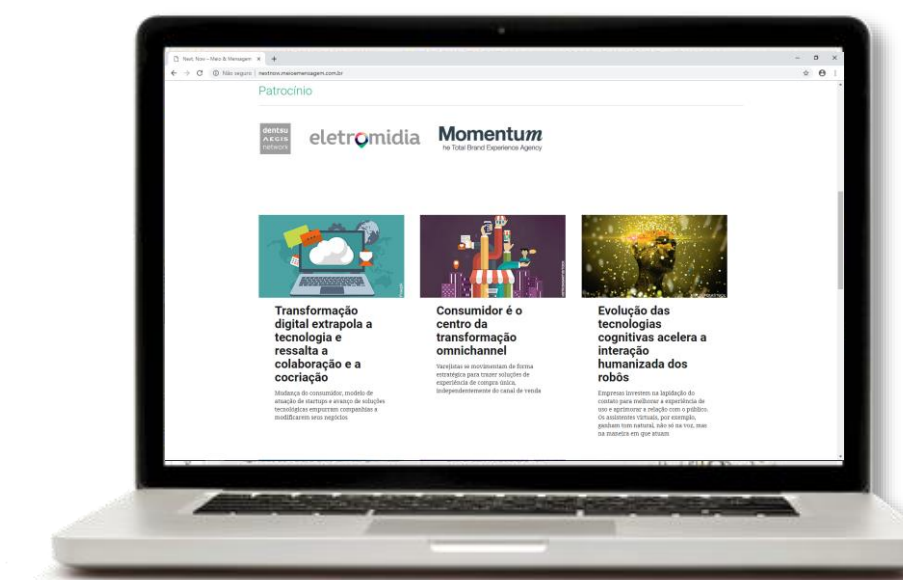 Next, Now – Meio & Mensagem
Não seguro | nextnow.meioemensagem.com.br
Patrocínio
dentsu
AEGIS
network
eletromidia
Momentum
he Total Brand Experience Agency
Transformação
digital extrapola a
tecnologia e
ressalta a
colaboração e a
cocriação
Mudança do consumidor, modelo de
atuação de startups e avanço de soluções
tecnológicas empurram companhias a
modificarem seus negócios
Consumidor é o
centro da
transformação
omnichannel
Varejistas se movimentam de forma
estratégica para trazer soluções de
experiência de compra única,
independentemente do canal de venda
Evolução das
tecnologias
cognitivas acelera a
interação
humanizada dos
robôs
Empresas investem na lapidação do
contato para melhorar a experiência de
uso e aprimorar a relação com o público.
Os assistentes virtuais, por exemplo,
ganham tom natural, não só na voz, mas
na maneira em que atuam